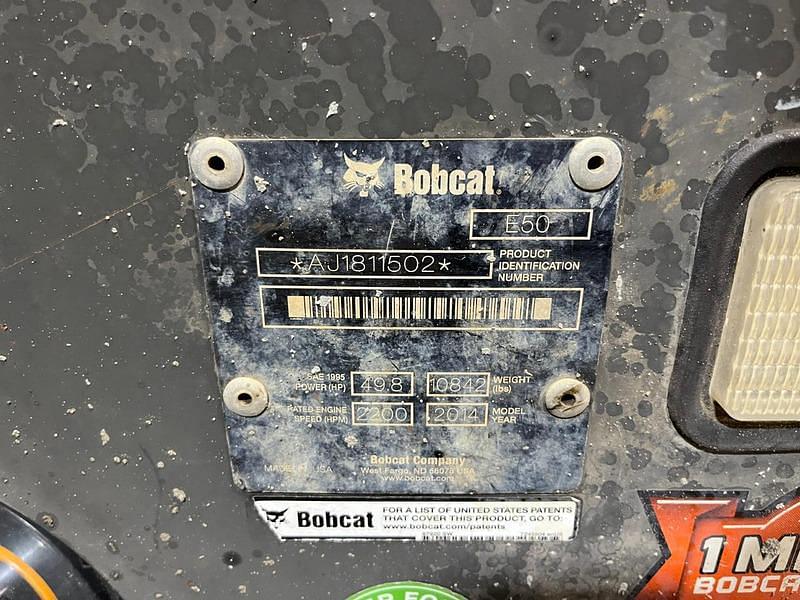 Bobcat
E50
*AJ1811502*
PRODUCT
IDENTIFICATION
NUMBER
SAE 1995
POWER (HP)
49.8
10842
WEIGHT
(lbs)
RATED ENGINE
SPEED (HPM)
2200
2014
MODEL
YEAR
MADE IN USA
Bobcat Company
West Fargo, ND 58078 USA
www.bobcat.com
Bobcat
FOR A LIST OF UNITED STATES PATENTS
THAT COVER THIS PRODUCT, GO TO:
www.bobcat.com/patents
1 MI
BOBCA